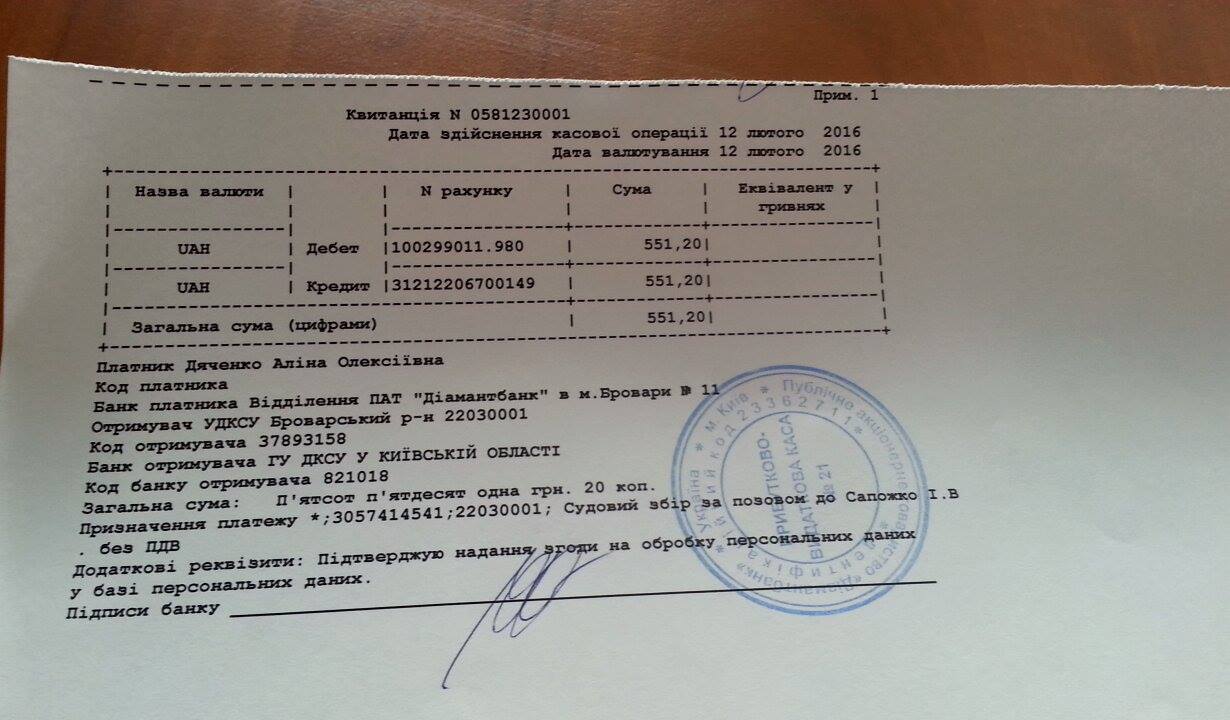 Прим. 1
Квитанція N 0581230001
Дата здійснення касової операції 12 лютого 2016
Дата валютування 12 лютого 2016
Назва валюти | | N рахунку | Сума | Еквівалент у гривнях
UAH | Дебет | 100299011.980 | 551,20 |
UAH | Кредит | 31212206700149 | 551,20 |
Загальна сума (цифрами) | 551,20 |
Платник Дяченко Аліна Олексіївна
Код платника
Банк платника Відділення ПАТ "Діамантбанк" в м.Бровари № 11
Отримувач УДКСУ Броварський р-н 22030001
Код отримувача 37893158
Банк отримувача ГУ ДКСУ У КИЇВСЬКІЙ ОБЛАСТІ
Код банку отримувача 821018
Загальна сума: П'ятсот п'ятдесят одна грн. 20 коп.
Призначення платежу *;3057414541;22030001; Судовий збір за позовом до Сапожко І.В
. без ПДВ
Додаткові реквізити: Підтверджую надання згоди на обробку персональних даних
у базі персональних даних.
Підписи банку
Україна * м. Київ * Публічне акціонерне товариство «Діамантбанк» *
Ідентифікаційний код 23362711 *
ПРИБУТКОВО-
ВИДАТКОВА КАСА
№ 21